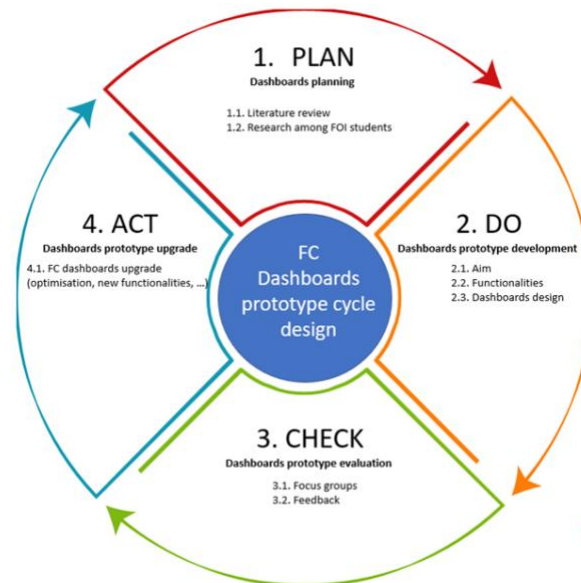 1. PLAN
Dashboards planning
1.1. Literature review
1.2. Research among FOI students
2. DO
Dashboards prototype development
2.1. Aim
2.2. Functionalities
2.3. Dashboards design
3. CHECK
Dashboards prototype evaluation
3.1. Focus groups
3.2. Feedback
4. ACT
Dashboards prototype upgrade
4.1. FC dashboards upgrade
(optimisation, new functionalities, ...)
FC
Dashboards
prototype cycle
design